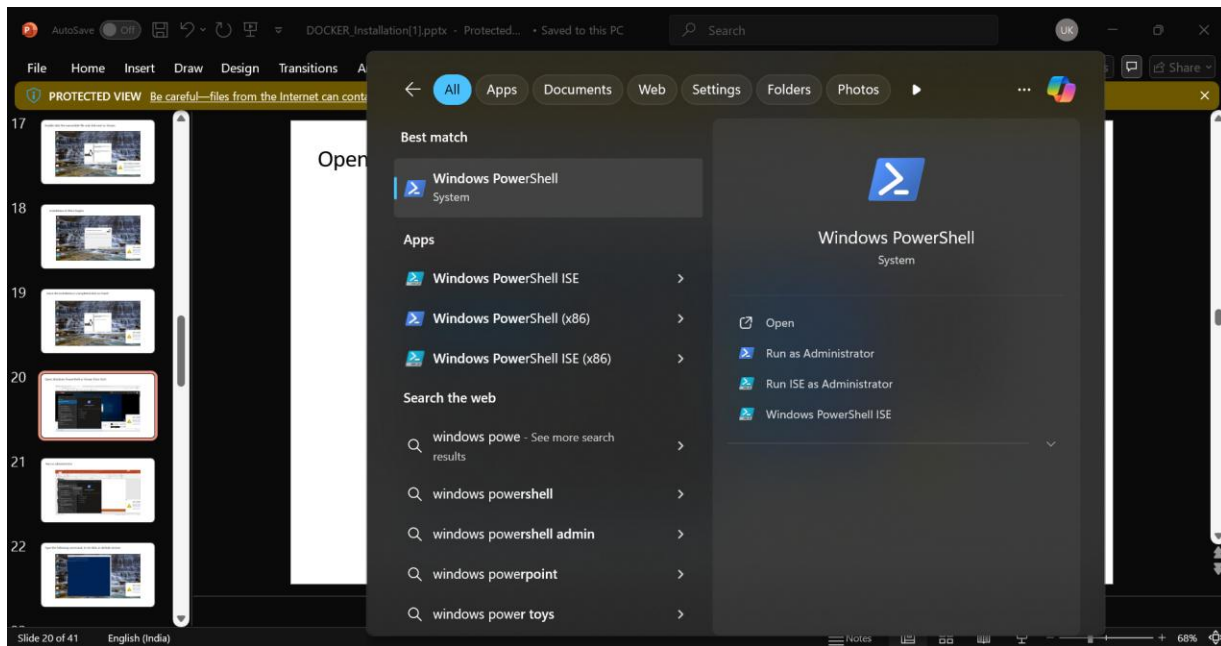 AutoSave Off DOCKER_Installation[1].pptx - Protected... • Saved to this PC Search UK
File Home Insert Draw Design Transitions A Share
PROTECTED VIEW Be careful—files from the Internet can conta
All Apps Documents Web Settings Folders Photos
17
18
19
20
21
22
Open
Best match
Windows PowerShell
System
Apps
Windows PowerShell ISE
Windows PowerShell (x86)
Windows PowerShell ISE (x86)
Search the web
windows powe - See more search
results
windows powershell
windows powershell admin
windows powerpoint
windows power toys
Windows PowerShell
System
Open
Run as Administrator
Run ISE as Administrator
Windows PowerShell ISE
Slide 20 of 41 English (India) Notes 68%